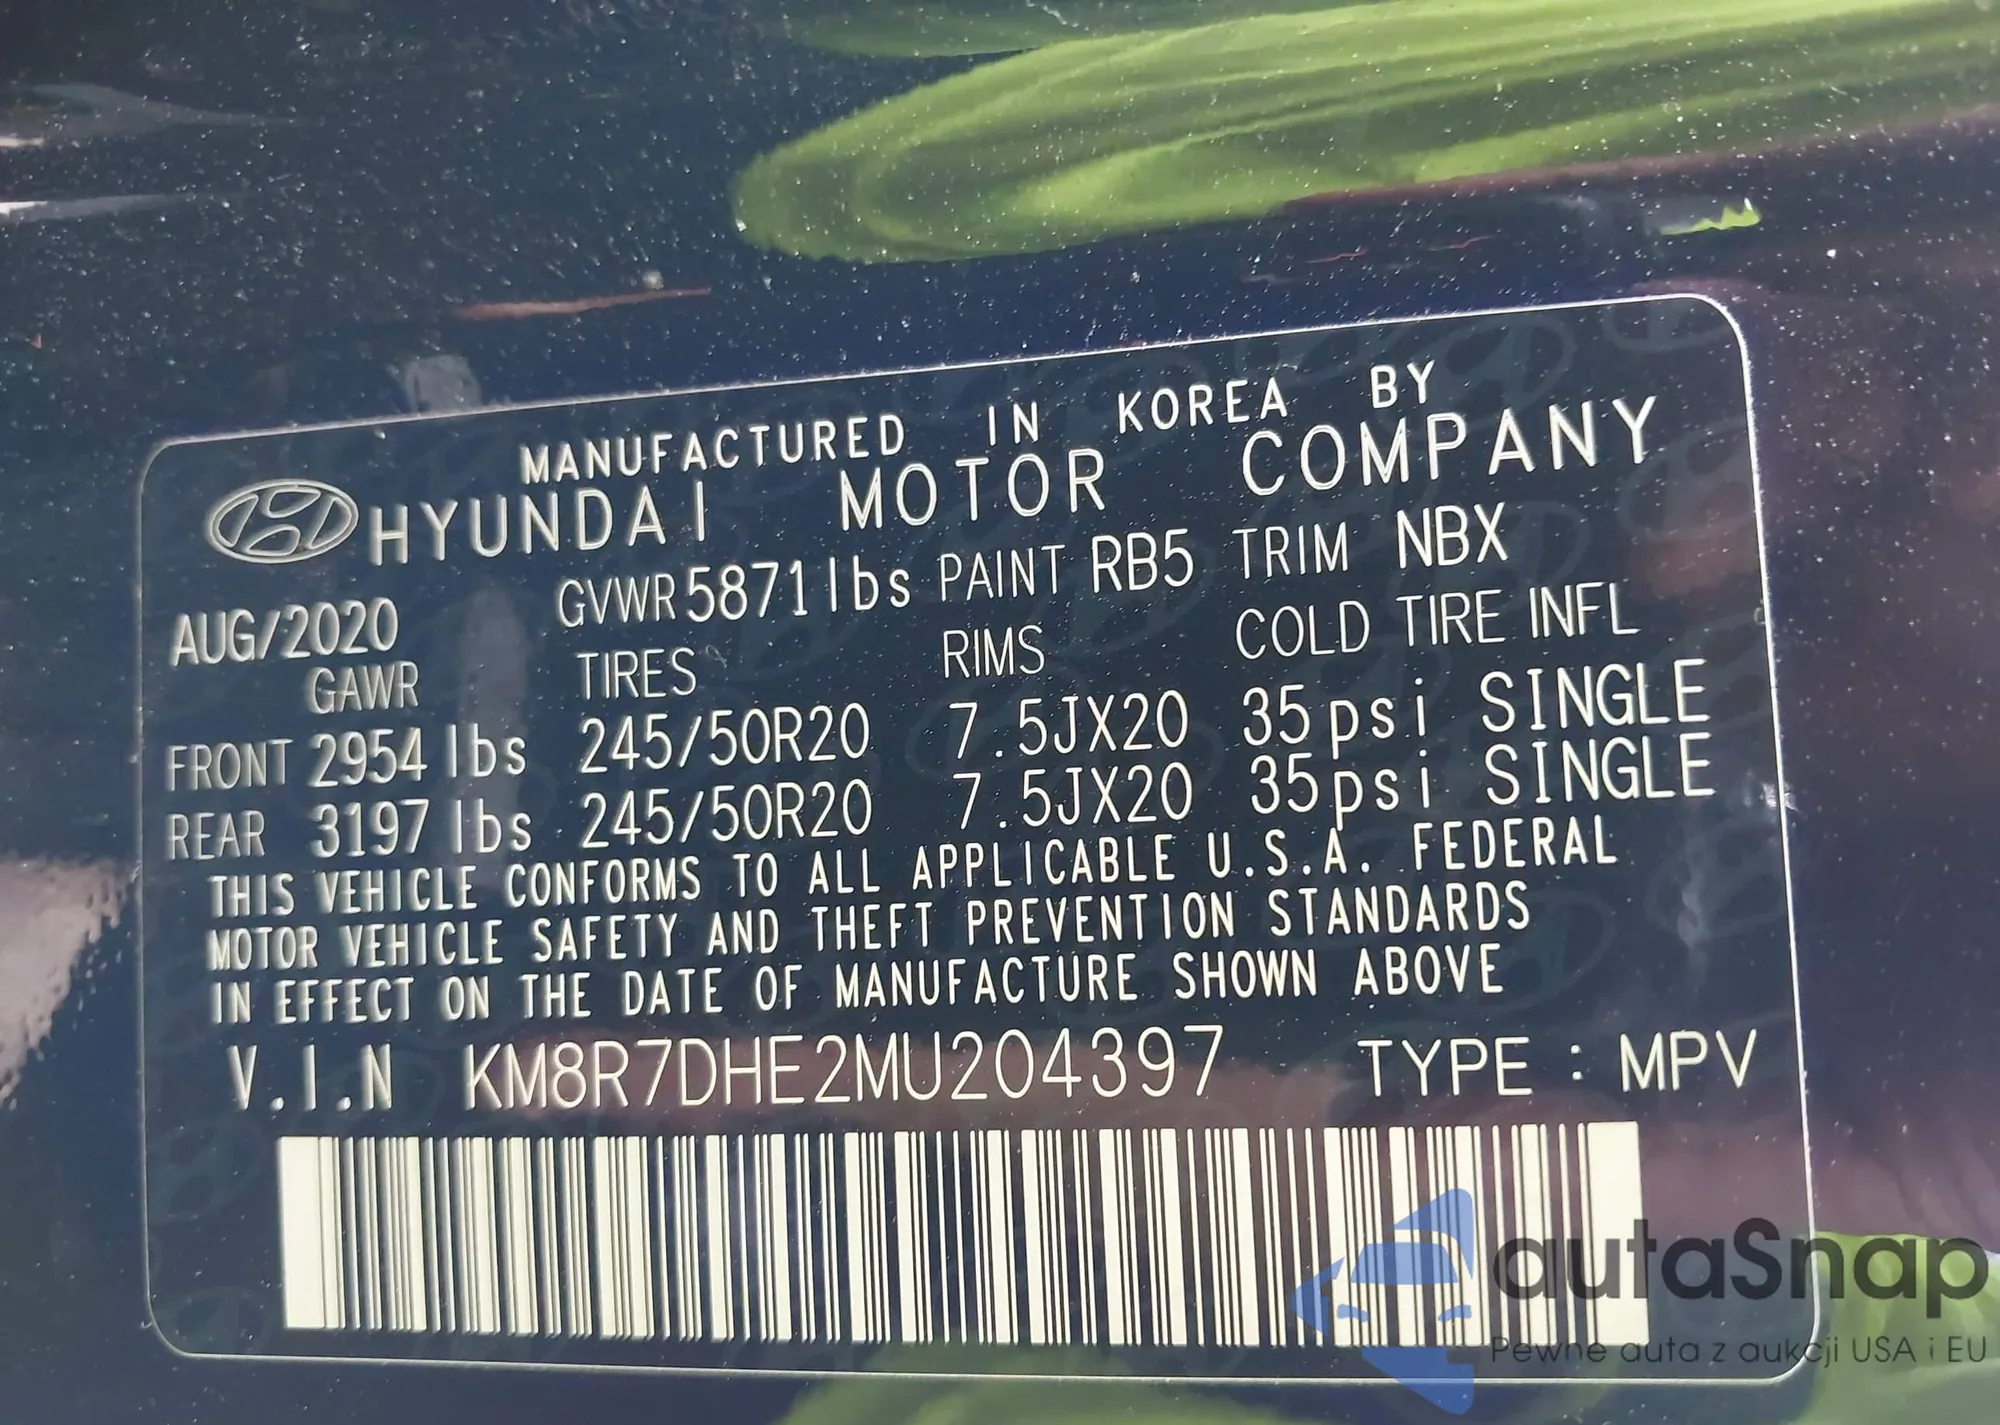 MANUFACTURED IN KOREA BY
HYUNDAI MOTOR COMPANY
AUG/2020 GVWR 5871lbs PAINT RB5 TRIM NBX
GAWR TIRES RIMS COLD TIRE INFL
FRONT 2954 lbs 245/50R20 7.5JX20 35psi SINGLE
REAR 3197 lbs 245/50R20 7.5JX20 35psi SINGLE
THIS VEHICLE CONFORMS TO ALL APPLICABLE U.S.A. FEDERAL
MOTOR VEHICLE SAFETY AND THEFT PREVENTION STANDARDS
IN EFFECT ON THE DATE OF MANUFACTURE SHOWN ABOVE
V.I.N KM8R7DHE2MU204397 TYPE : MPV
autaSnap
Pewne auta z aukcji USA i EU